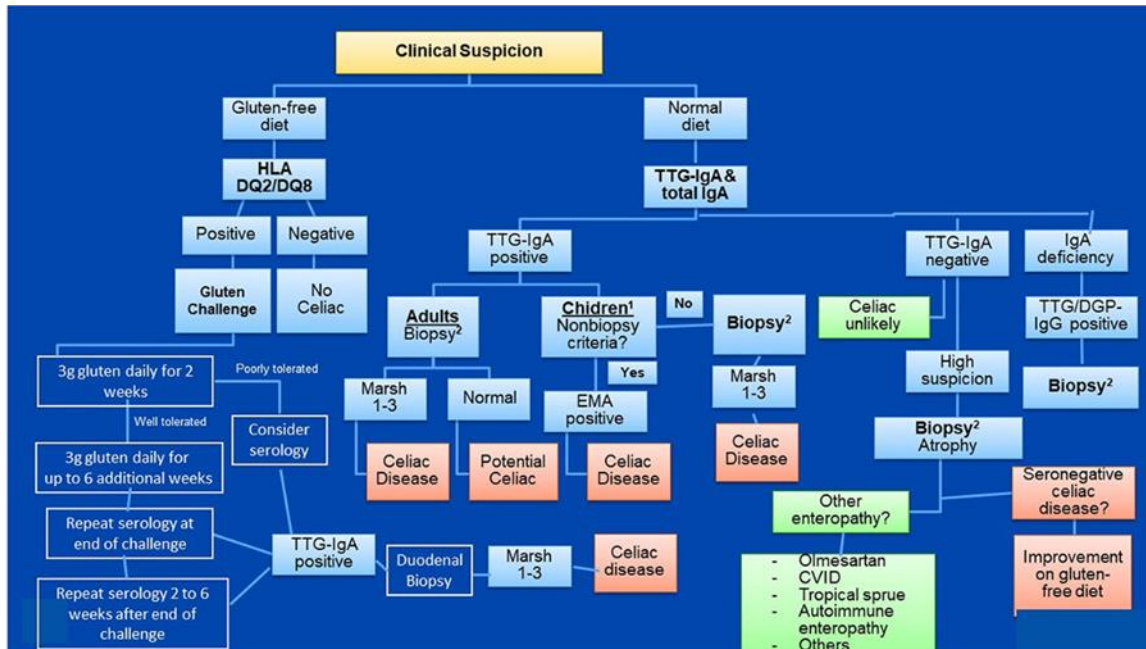 Clinical Suspicion
Gluten-free
diet
Normal
diet
HLA
DQ2/DQ8
TTG-IgA &
total IgA
Positive
Negative
TTG-IgA
positive
TTG-IgA
negative
IgA
deficiency
Gluten
Challenge
No
Celiac
Adults
Biopsy²
Chidren¹
Nonbiopsy
criteria?
No
Biopsy²
Celiac
unlikely
TTG/DGP-
IgG positive
3g gluten daily for 2
weeks
Poorly tolerated
Yes
High
suspicion
Biopsy²
Marsh
1-3
Normal
EMA
positive
Marsh
1-3
Well tolerated
Consider
serology
Biopsy²
Atrophy
3g gluten daily for
up to 6 additional weeks
Celiac
Disease
Potential
Celiac
Celiac
Disease
Celiac
Disease
Other
enteropathy?
Seronegative
celiac
disease?
Repeat serology at
end of challenge
TTG-IgA
positive
Duodenal
Biopsy
Marsh
1-3
Celiac
disease
Improvement
on gluten-
free diet
Repeat serology 2 to 6
weeks after end of
challenge
- Olmesartan
- CVID
- Tropical sprue
- Autoimmune
enteropathy
- Others